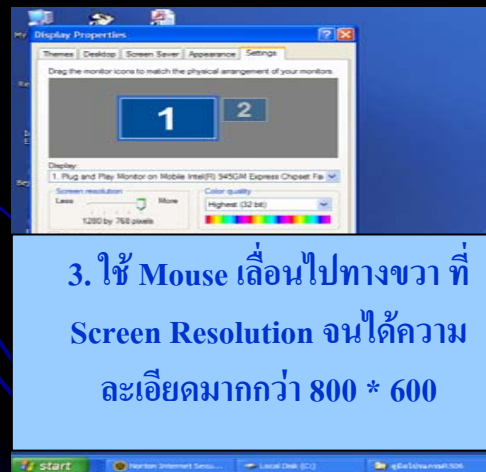 Display Properties
Themes Desktop Screen Saver Appearance Settings
Drag the monitor icons to match the physical arrangement of your monitors.
1 2
Display:
1. Plug and Play Monitor on Mobile Intel(R) 945GM Express Chipset Fa
Screen resolution
Color quality
Less More
Highest (32 bit)
1280 by 768 pixels
3. ใช้ Mouse เลื่อนไปทางขวา ที่
Screen Resolution จนได้ความ
ละเอียดมากกว่า 800 * 600
start
Norton Internet Secu...
Local Disk (C:)